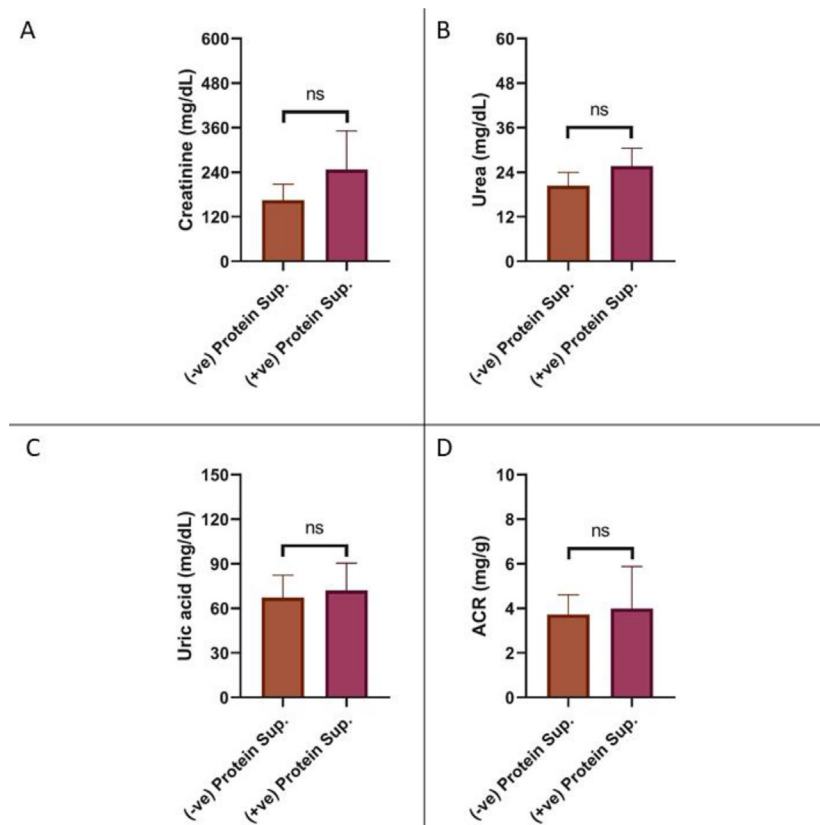 A
Creatinine (mg/dL)
600
480
360
240
120
0
ns
(-ve) Protein Sup.
(+ve) Protein Sup.
B
Urea (mg/dL)
60
48
36
24
12
0
ns
(-ve) Protein Sup.
(+ve) Protein Sup.
C
Uric acid (mg/dL)
150
120
90
60
30
0
ns
(-ve) Protein Sup.
(+ve) Protein Sup.
D
ACR (mg/g)
10
8
6
4
2
0
ns
(-ve) Protein Sup.
(+ve) Protein Sup.